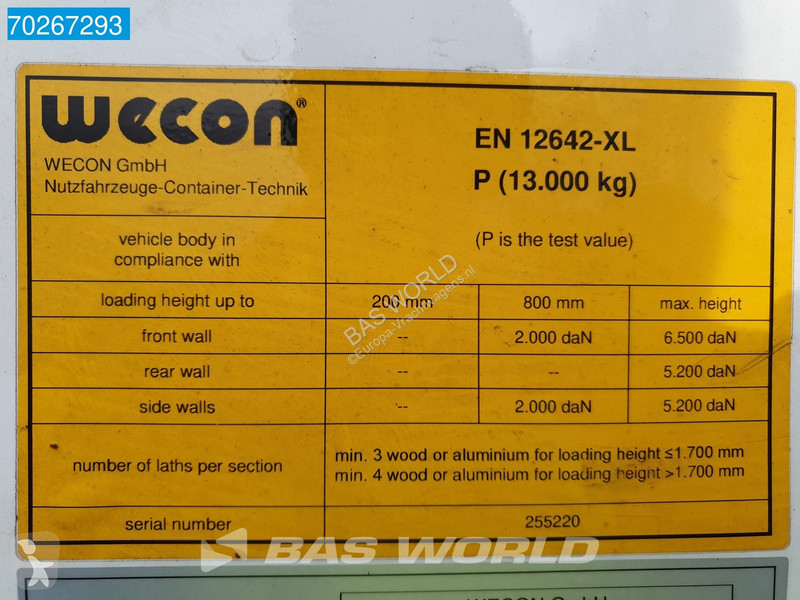 70267293
wecon®
WECON GmbH
Nutzfahrzeuge-Container-Technik
EN 12642-XL
P (13.000 kg)
(P is the test value)
vehicle body in
compliance with
loading height up to 200 mm 800 mm max. height
front wall -- 2.000 daN 6.500 daN
rear wall -- -- 5.200 daN
side walls -- 2.000 daN 5.200 daN
number of laths per section
min. 3 wood or aluminium for loading height ≤1.700 mm
min. 4 wood or aluminium for loading height >1.700 mm
serial number 255220
BAS WORLD
©Europa-Vrachtwagens.nl
BAS WORLD